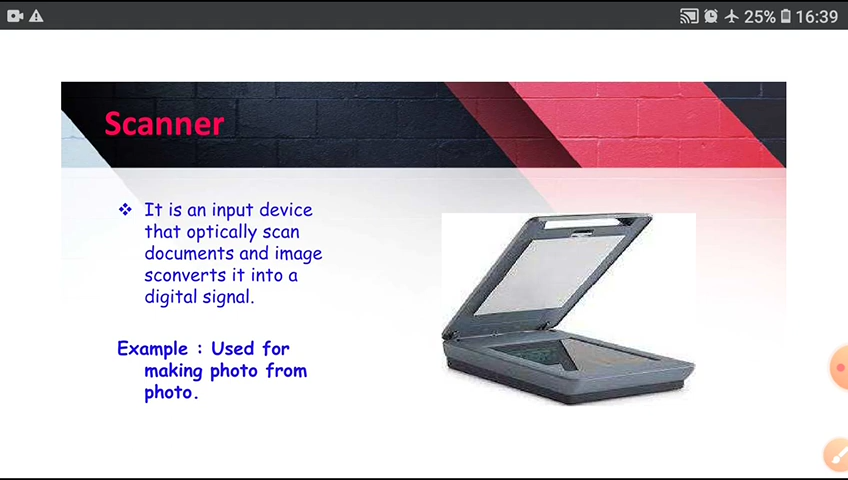 25% 16:39
Scanner
It is an input device
that optically scan
documents and image
sconverts it into a
digital signal.
Example : Used for
making photo from
photo.